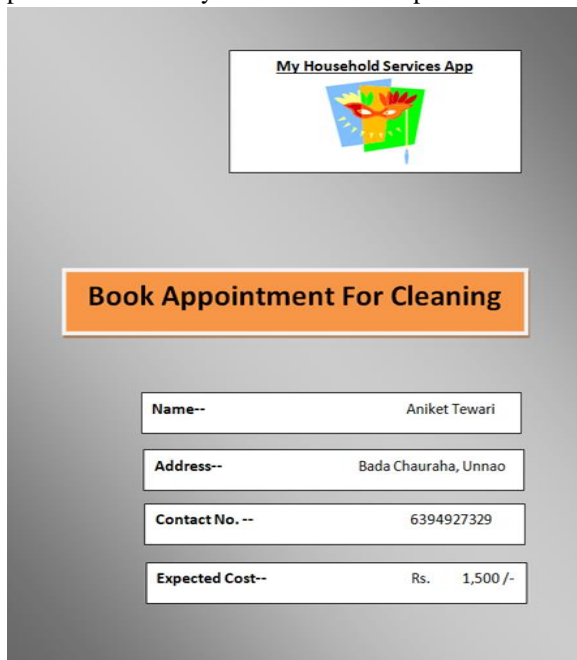 My Household Services App
Book Appointment For Cleaning
Name-- Aniket Tewari
Address-- Bada Chauraha, Unnao
Contact No. -- 6394927329
Expected Cost-- Rs. 1,500 /-